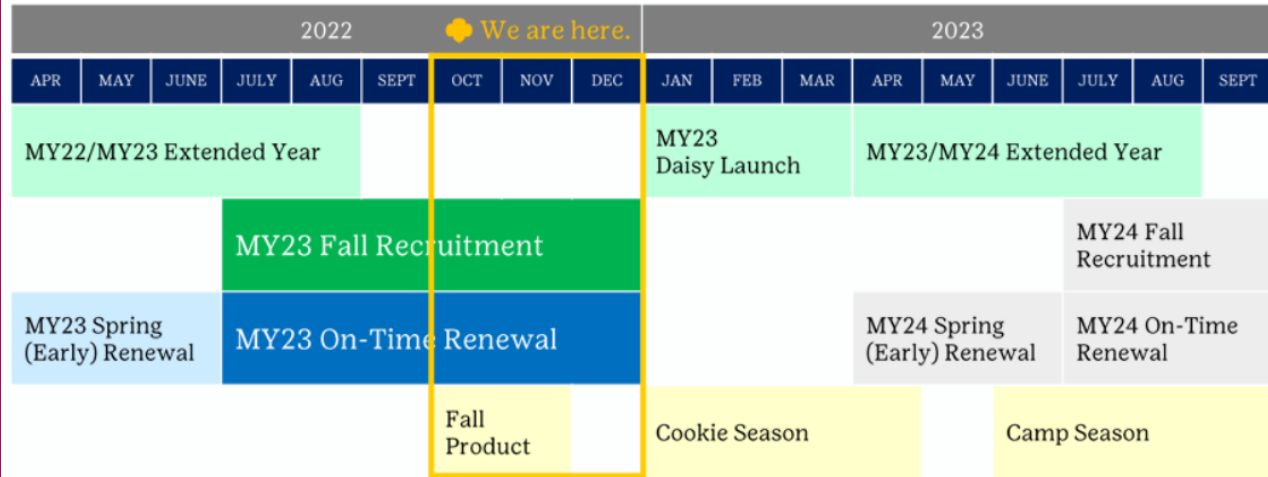 2022
We are here.
2023
APR MAY JUNE JULY AUG SEPT OCT NOV DEC JAN FEB MAR APR MAY JUNE JULY AUG SEPT
MY22/MY23 Extended Year
MY23
Daisy Launch
MY23/MY24 Extended Year
MY23 Fall Recruitment
MY24 Fall
Recruitment
MY23 Spring
(Early) Renewal
MY23 On-Time Renewal
MY24 Spring
(Early) Renewal
MY24 On-Time
Renewal
Fall
Product
Cookie Season
Camp Season